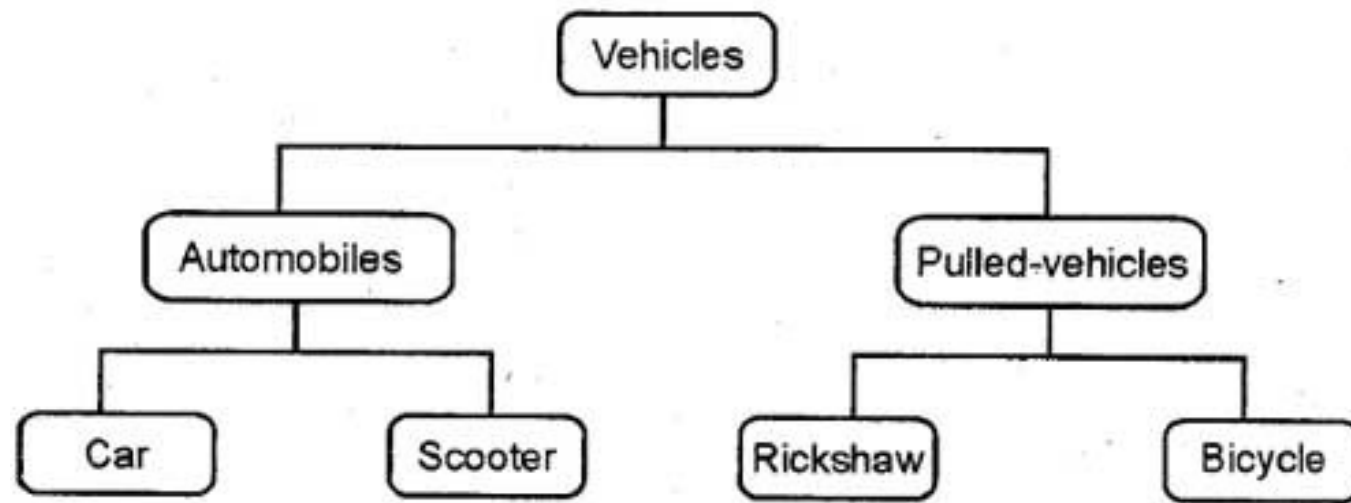 Vehicles
Automobiles
Pulled-vehicles
Car
Scooter
Rickshaw
Bicycle